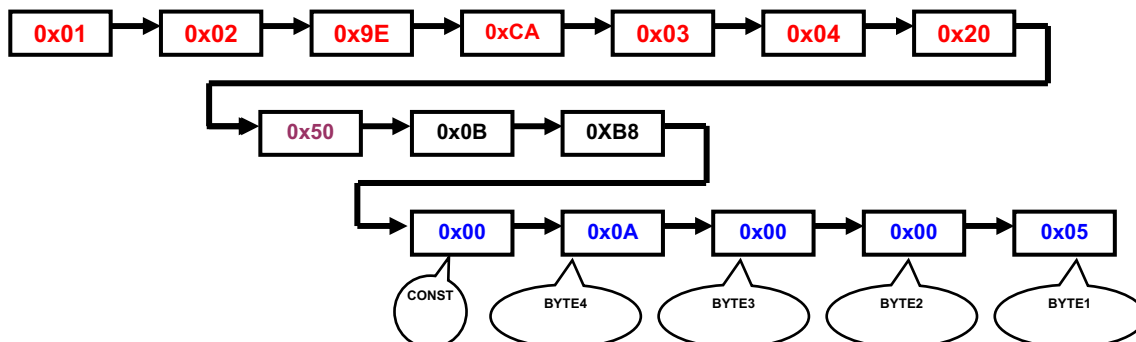 0x01 0x02 0x9E 0xCA 0x03 0x04 0x20
0x50 0x0B 0XB8
0x00 0x0A 0x00 0x00 0x05
CONST BYTE4 BYTE3 BYTE2 BYTE1